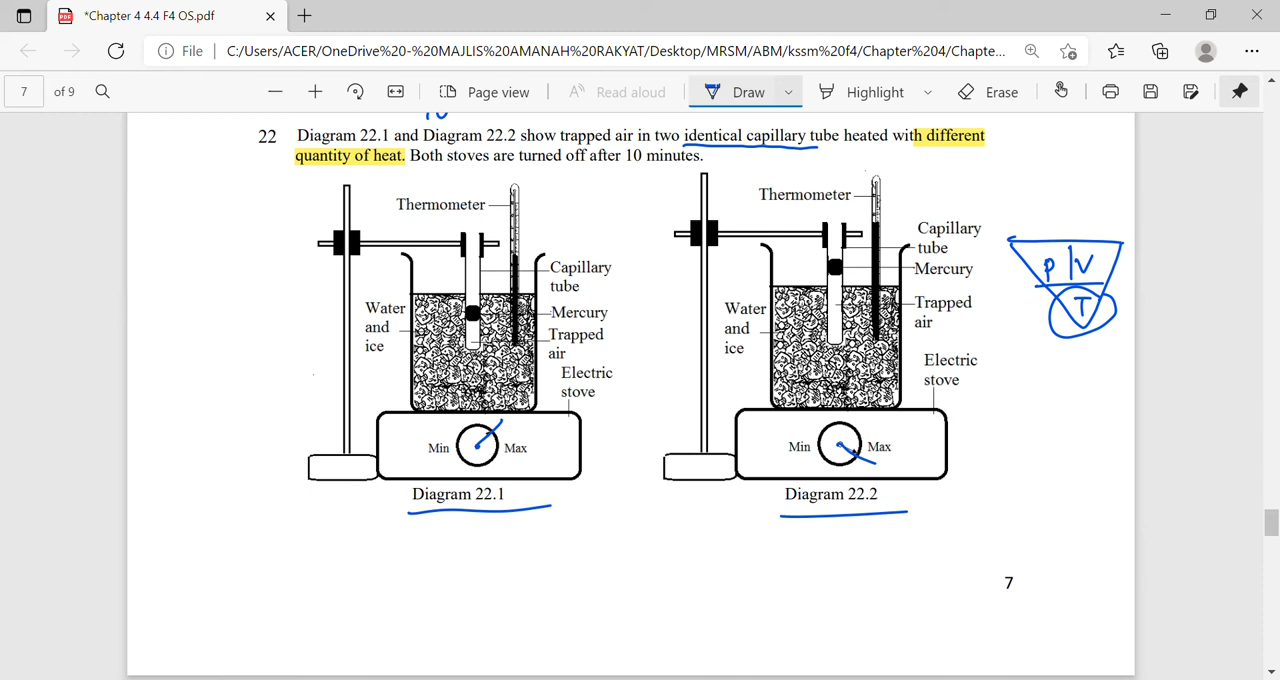 *Chapter 4 4.4 F4 OS.pdf
File C:/Users/ACER/OneDrive%20-%20MAJLIS%20AMANAH%20RAKYAT/Desktop/MRSM/ABM/kssm%20f4/Chapter%204/Chapte...
7 of 9 Page view Read aloud Draw Highlight Erase
22 Diagram 22.1 and Diagram 22.2 show trapped air in two identical capillary tube heated with different
quantity of heat. Both stoves are turned off after 10 minutes.
Thermometer
Capillary
tube
Water
and
ice
Mercury
Trapped
air
Electric
stove
Min Max
Diagram 22.1
Thermometer
Capillary
tube
Mercury
Water
and
ice
Trapped
air
Electric
stove
Min Max
Diagram 22.2
P V
T
7